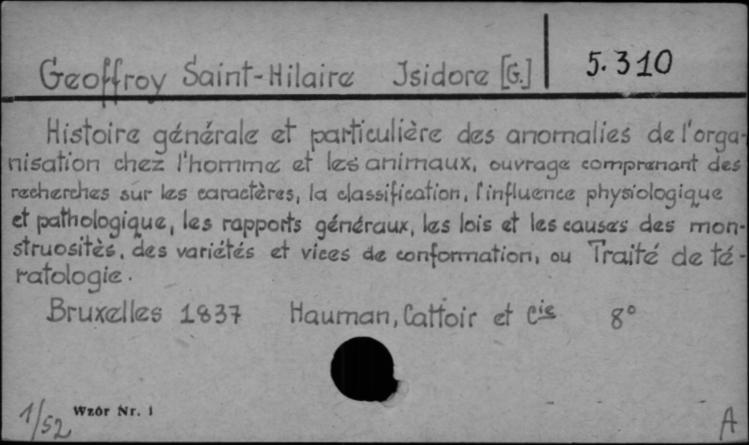 Geoffroy Saint-Hilaire Isidore [G.] 5.310
Histoire générale et particulière des anomalies de l'orga-
nisation chez l'homme et les animaux, ouvrage comprenant des
recherches sur les caractères, la classification, l'influence physiologique
et pathologique, les rapports généraux, les lois et les causes des mon-
struositès, des variétés et vices de conformation, ou Traité de té-
ratologie.
Bruxelles 1837 Hauman, Cattoir et Cie 8°
1/52 Wzór Nr. 1 A